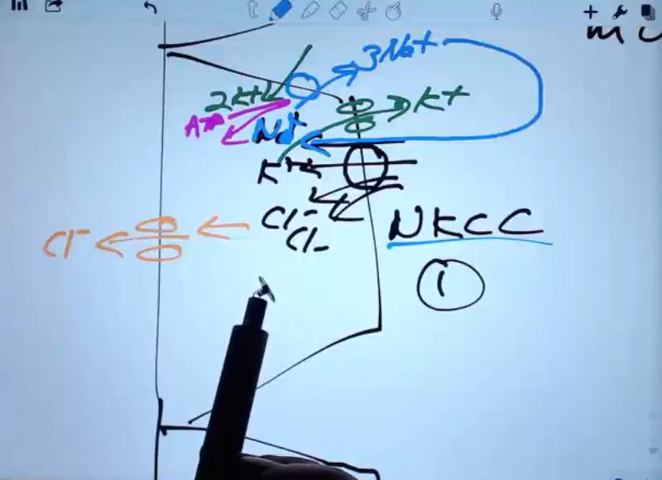 3Na+
2K+
K+
ATP
Na+
K+
Cl-
Cl-
NKCC
Cl-
1